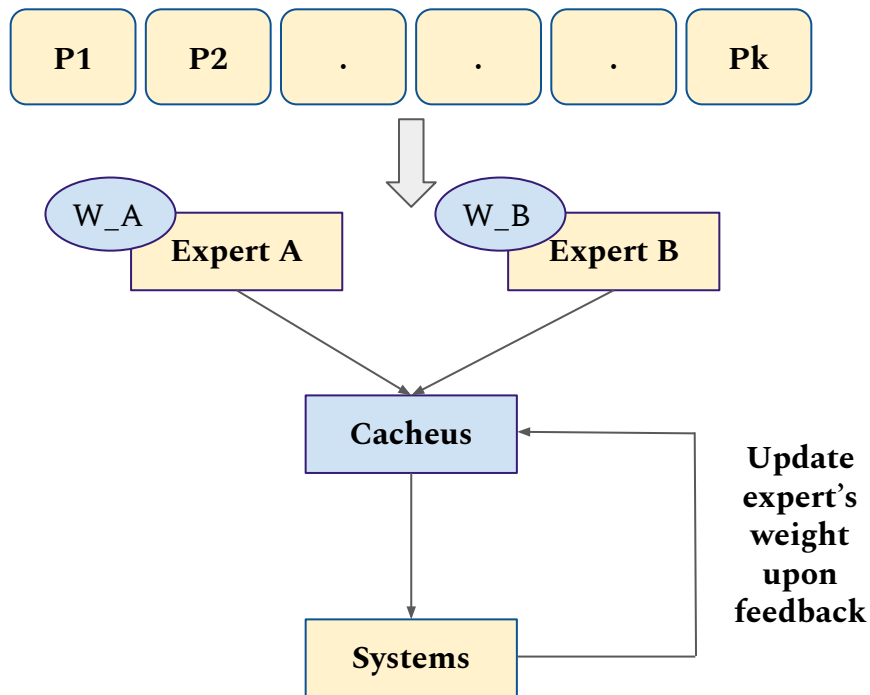 P1 P2 . . . Pk
W_A W_B
Expert A Expert B
Cacheus
Update
expert’s
weight
upon
feedback
Systems